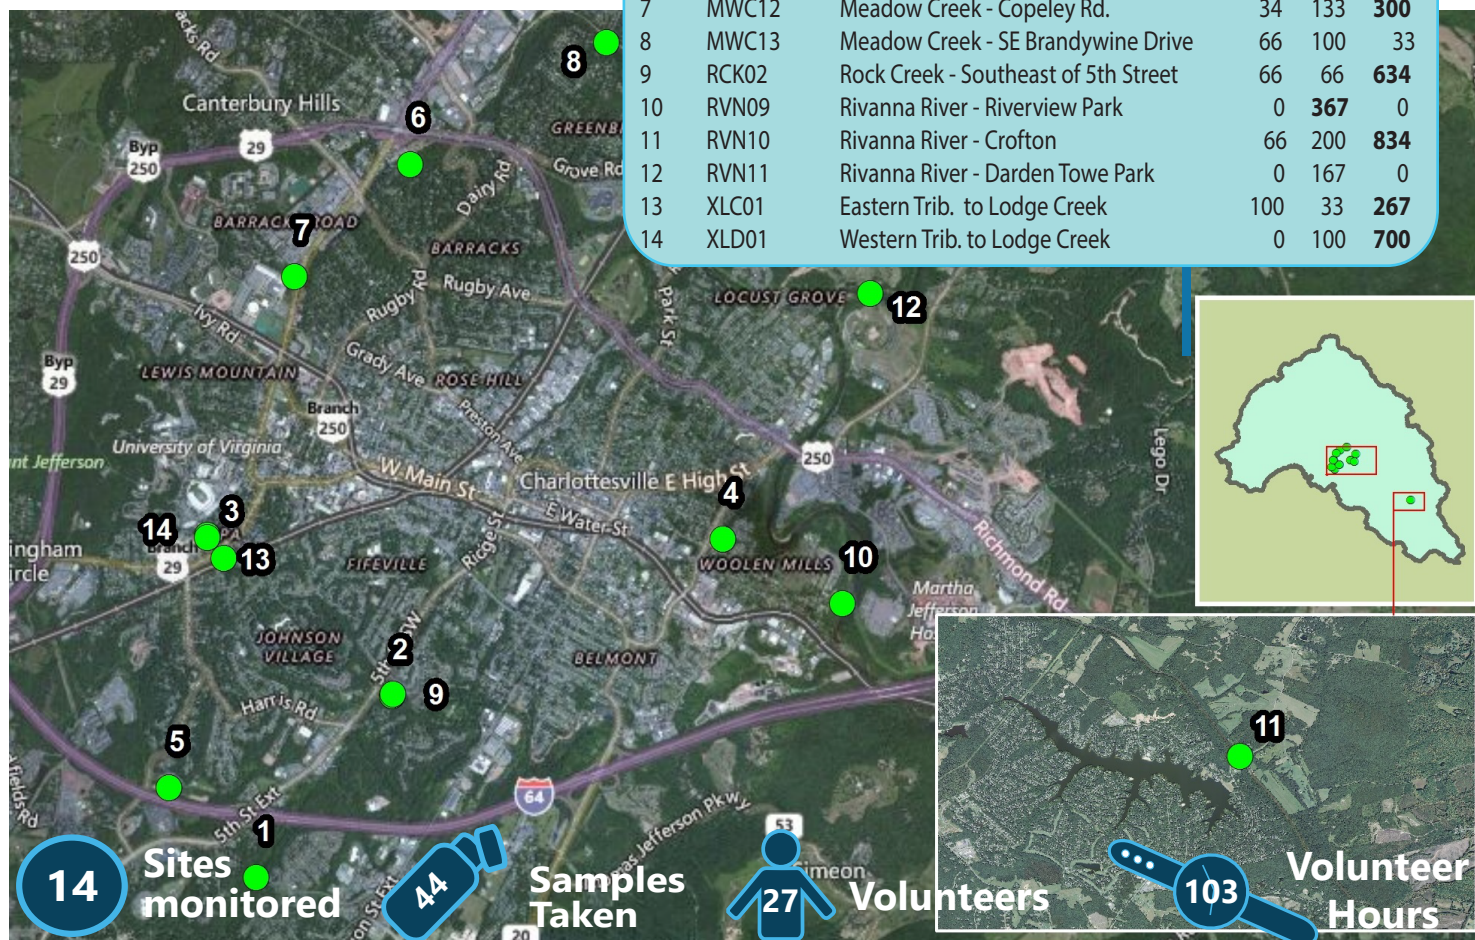 7 MWC12 Meadow Creek - Copeley Rd. 34 133 300
8 MWC13 Meadow Creek - SE Brandywine Drive 66 100 33
9 RCK02 Rock Creek - Southeast of 5th Street 66 66 634
10 RVN09 Rivanna River - Riverview Park 0 367 0
11 RVN10 Rivanna River - Crofton 66 200 834
12 RVN11 Rivanna River - Darden Towe Park 0 167 0
13 XLC01 Eastern Trib. to Lodge Creek 100 33 267
14 XLD01 Western Trib. to Lodge Creek 0 100 700
8
Canterbury Hills
6
29
Byp
250
Grove Rd
Dairy Rd
7
BARRACKS
250
Rugby Rd
Rugby Ave
Park St
LOCUST GROVE
12
Ivy Rd
Grady Ave
Byp
29
LEWIS MOUNTAIN
ROSE HILL
Branch
250
Preston Ave
University of Virginia
nt Jefferson
W Main St
Charlottesville
E High St
250
Lego Dr
4
E Water St
Ridge St
3
14
13
Branch
29
ingham
ircle
FIFEVILLE
WOOLEN MILLS
10
Richmond Rd
Martha
Jefferson
Hos
JOHNSON
VILLAGE
2
BELMONT
9
Harris Rd
5
11
64
5th St Ext
1
53
Simeon
14
Sites
monitored
44
Samples
Taken
27
Volunteers
103
Volunteer
Hours
20